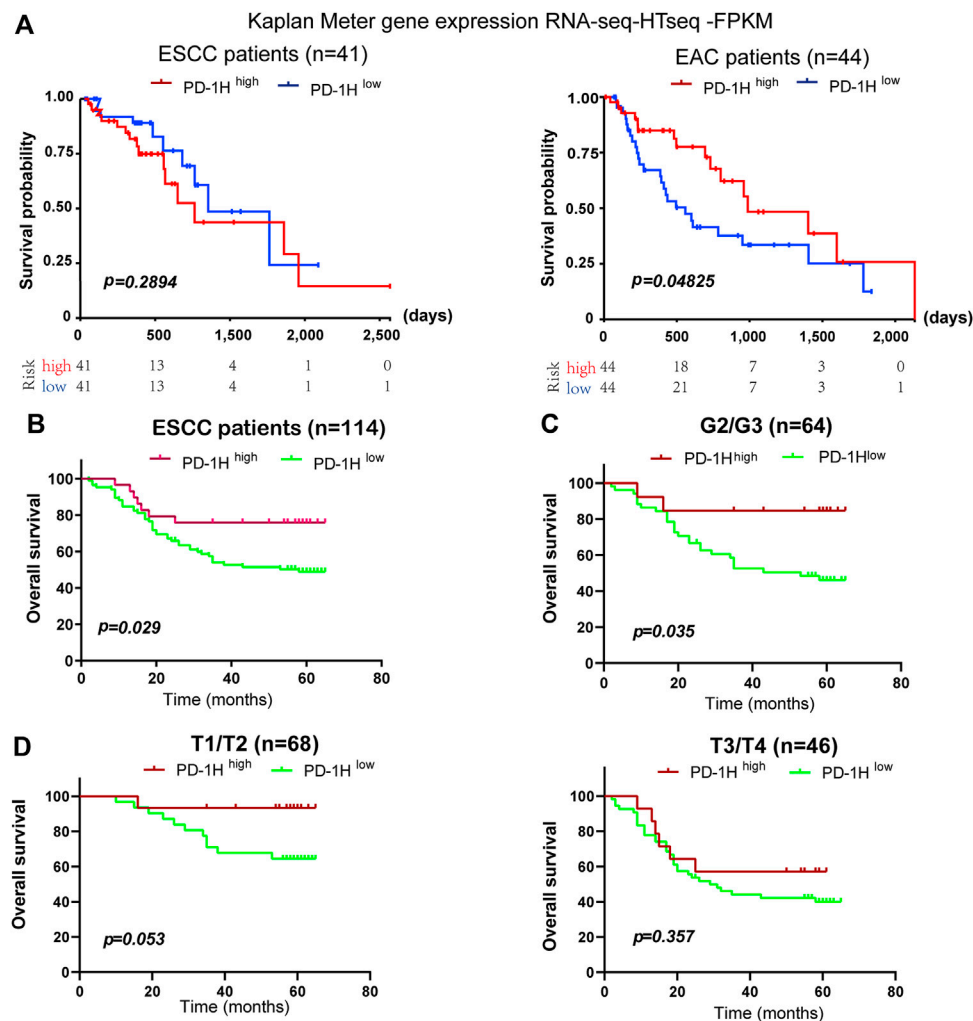 A
Kaplan Meter gene expression RNA-seq-HTseq -FPKM
ESCC patients (n=41)
PD-1H high PD-1H low
Survival probability
1.00
0.75
0.50
0.25
0
p=0.2894
0 500 1,500 2,000 2,500 (days)
Risk
high 41 13 4 1 0
low 41 13 4 1 1
EAC patients (n=44)
PD-1H high PD-1H low
Survival probability
1.00
0.75
0.50
0.25
0
p=0.04825
0 500 1,000 1,500 2,000 (days)
Risk
high 44 18 7 3 0
low 44 21 7 3 1
B
ESCC patients (n=114)
PD-1H high PD-1H low
Overall survival
100
80
60
40
20
0
p=0.029
0 20 40 60 80
Time (months)
C
G2/G3 (n=64)
PD-1H high PD-1H low
Overall survival
100
80
60
40
20
0
p=0.035
0 20 40 60 80
Time (months)
D
T1/T2 (n=68)
PD-1H high PD-1H low
Overall survival
100
80
60
40
20
0
p=0.053
0 20 40 60 80
Time (months)
T3/T4 (n=46)
PD-1H high PD-1H low
Overall survival
100
80
60
40
20
0
p=0.357
0 20 40 60 80
Time (months)